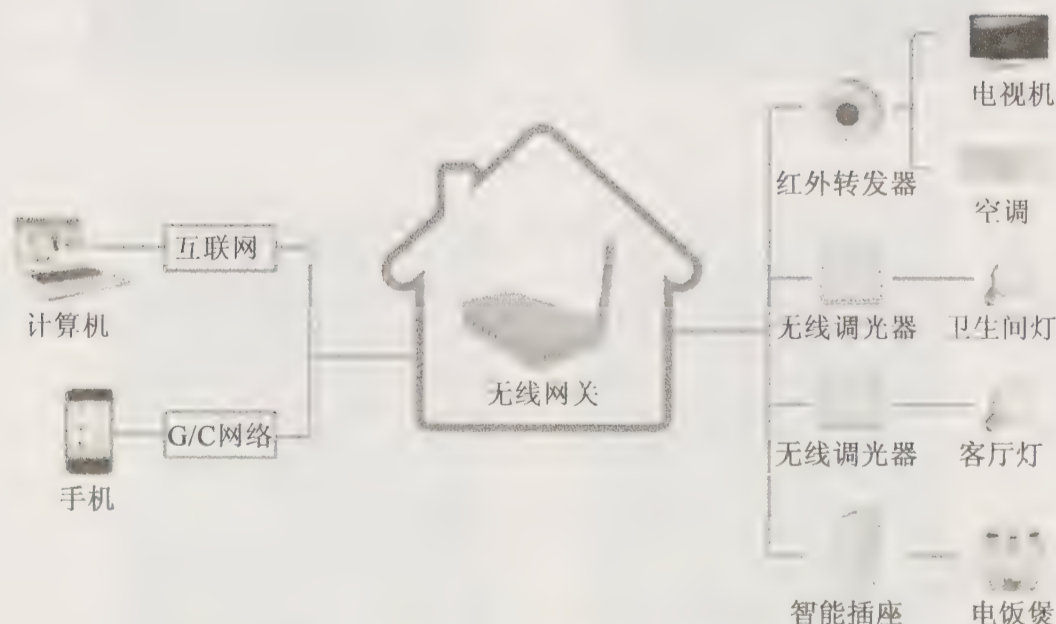 电视机
红外转发器
空调
互联网
计算机
无线调光器
卫生间灯
无线网关
G/C网络
手机
无线调光器
客厅灯
智能插座
电饭煲